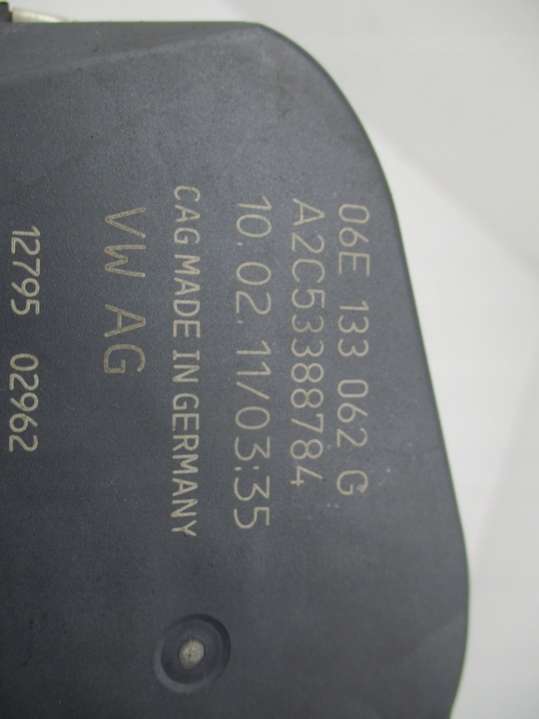 06E 133 062 G
A2C53388784
10.02.11/03:35
CAG MADE IN GERMANY
VW AG
12795 02962